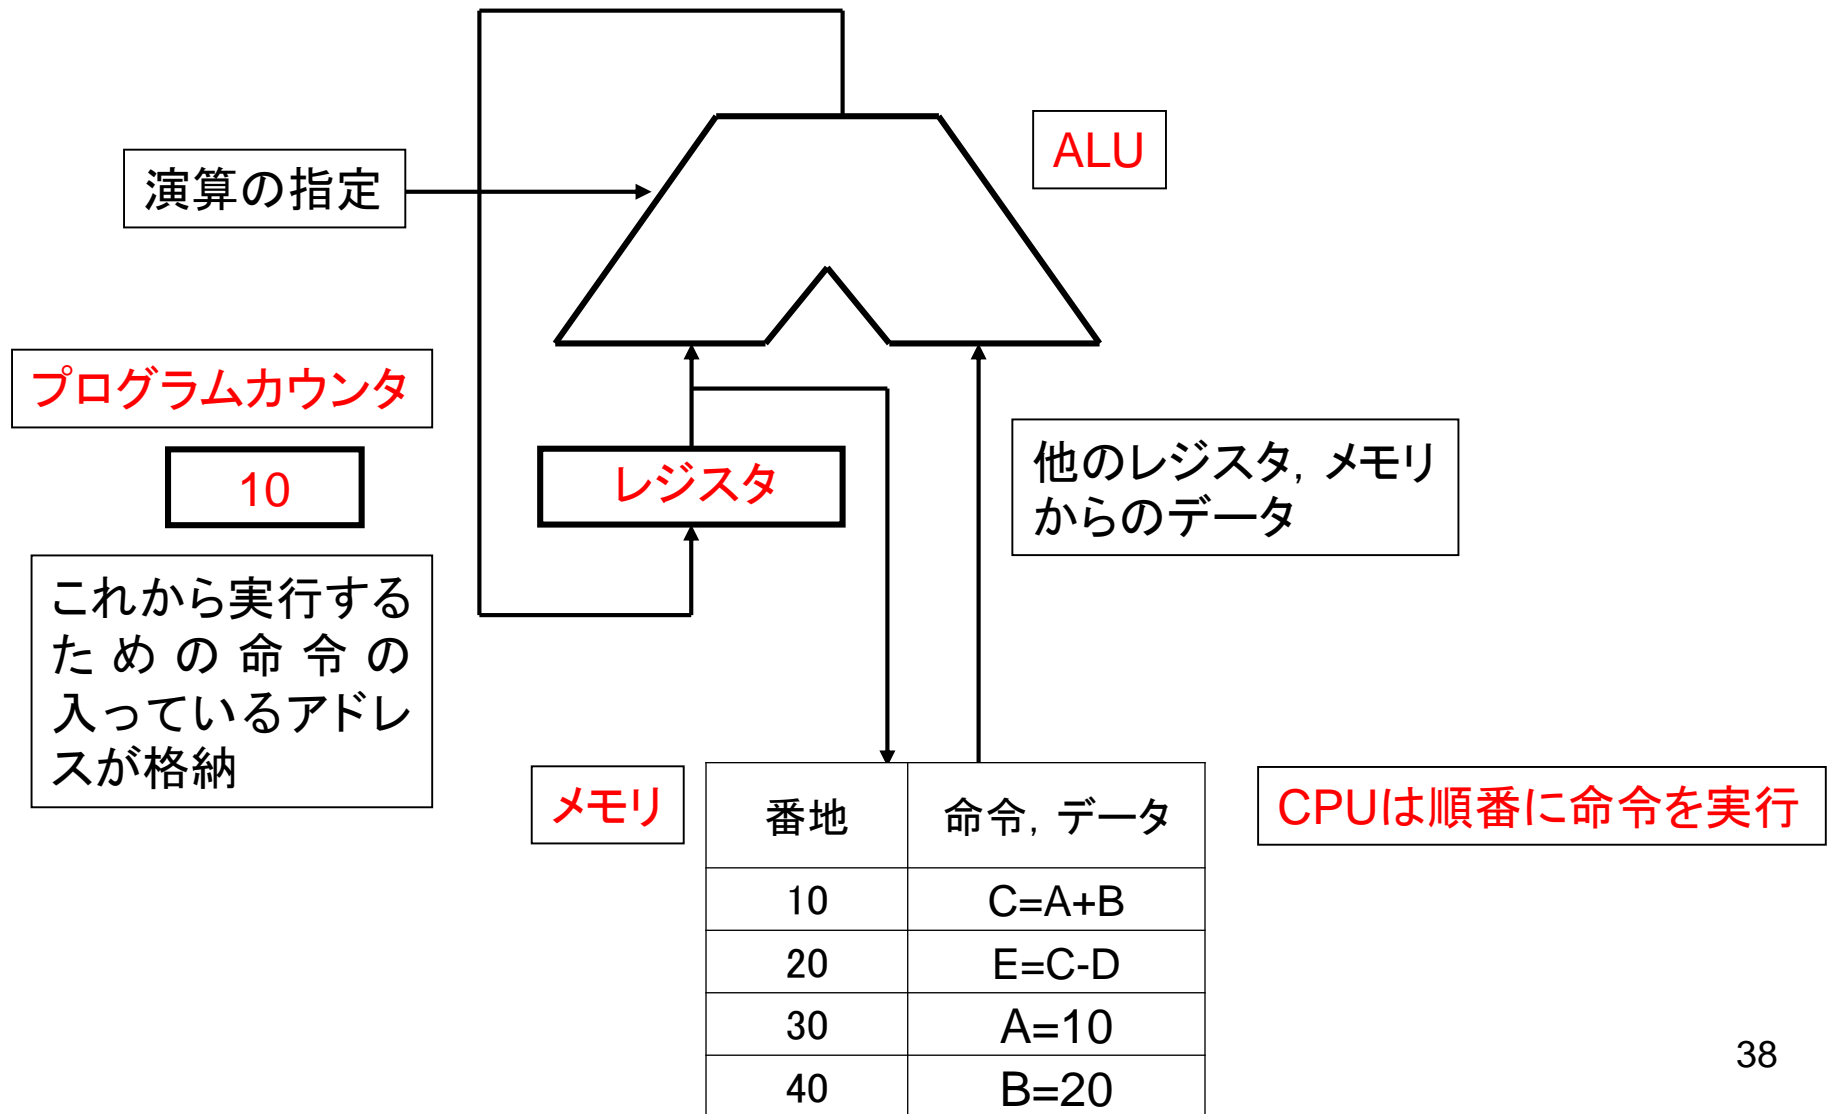 ALU
演算の指定
プログラムカウンタ
10
これから実行する
ための命令の
入っているアドレ
スが格納
レジスタ
他のレジスタ, メモリ
からのデータ
メモリ
番地 命令, データ
10 C=A+B
20 E=C-D
30 A=10
40 B=20
CPUは順番に命令を実行
38